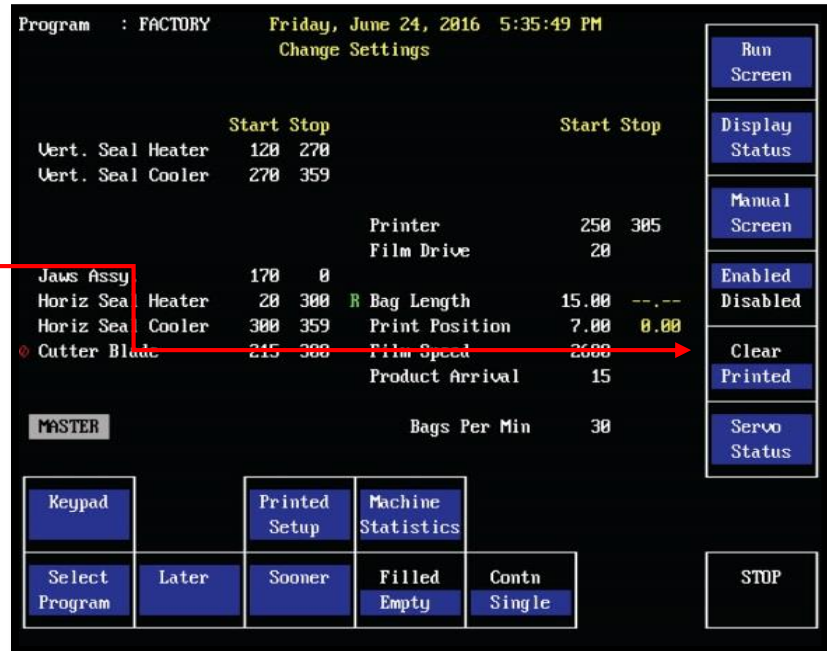 Program : FACTORY Friday, June 24, 2016 5:35:49 PM
Change Settings
Run
Screen
Start Stop Start Stop
Display
Status
Vert. Seal Heater 120 270
Vert. Seal Cooler 270 359
Manual
Screen
Printer 250 305
Film Drive 20
Jaws Assy. 170 0
Enabled
Disabled
Horiz Seal Heater 20 300 R Bag Length 15.00 --.--
Horiz Seal Cooler 300 359 Print Position 7.00 0.00
Cutter Blade 215 300 Film Speed 2600
Clear
Printed
Product Arrival 15
MASTER Bags Per Min 30
Servo
Status
Keypad
Printed
Setup
Machine
Statistics
Select
Program
Later
Sooner
Filled
Empty
Contn
Single
STOP